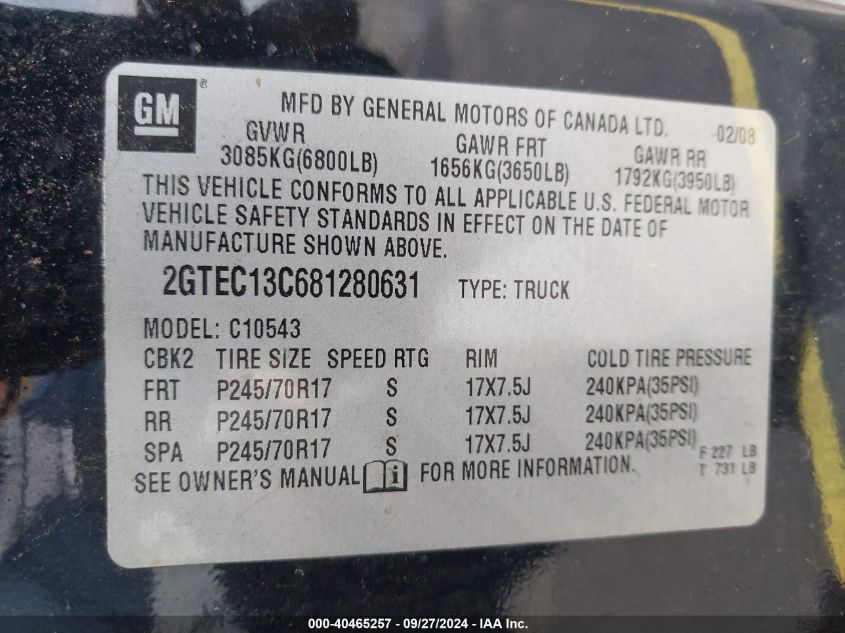 GM ®
MFD BY GENERAL MOTORS OF CANADA LTD. 02/08
GVWR GAWR FRT GAWR RR
3085KG(6800LB) 1656KG(3650LB) 1792KG(3950LB)
THIS VEHICLE CONFORMS TO ALL APPLICABLE U.S. FEDERAL MOTOR
VEHICLE SAFETY STANDARDS IN EFFECT ON THE DATE OF
MANUFACTURE SHOWN ABOVE.
2GTEC13C681280631 TYPE: TRUCK
MODEL: C10543
CBK2 TIRE SIZE SPEED RTG RIM COLD TIRE PRESSURE
FRT P245/70R17 S 17X7.5J 240KPA(35PSI)
RR P245/70R17 S 17X7.5J 240KPA(35PSI)
SPA P245/70R17 S 17X7.5J 240KPA(35PSI)
F 227 LB
SEE OWNER'S MANUAL i FOR MORE INFORMATION. T 731 LB
000-40465257 - 09/27/2024 - IAA Inc.